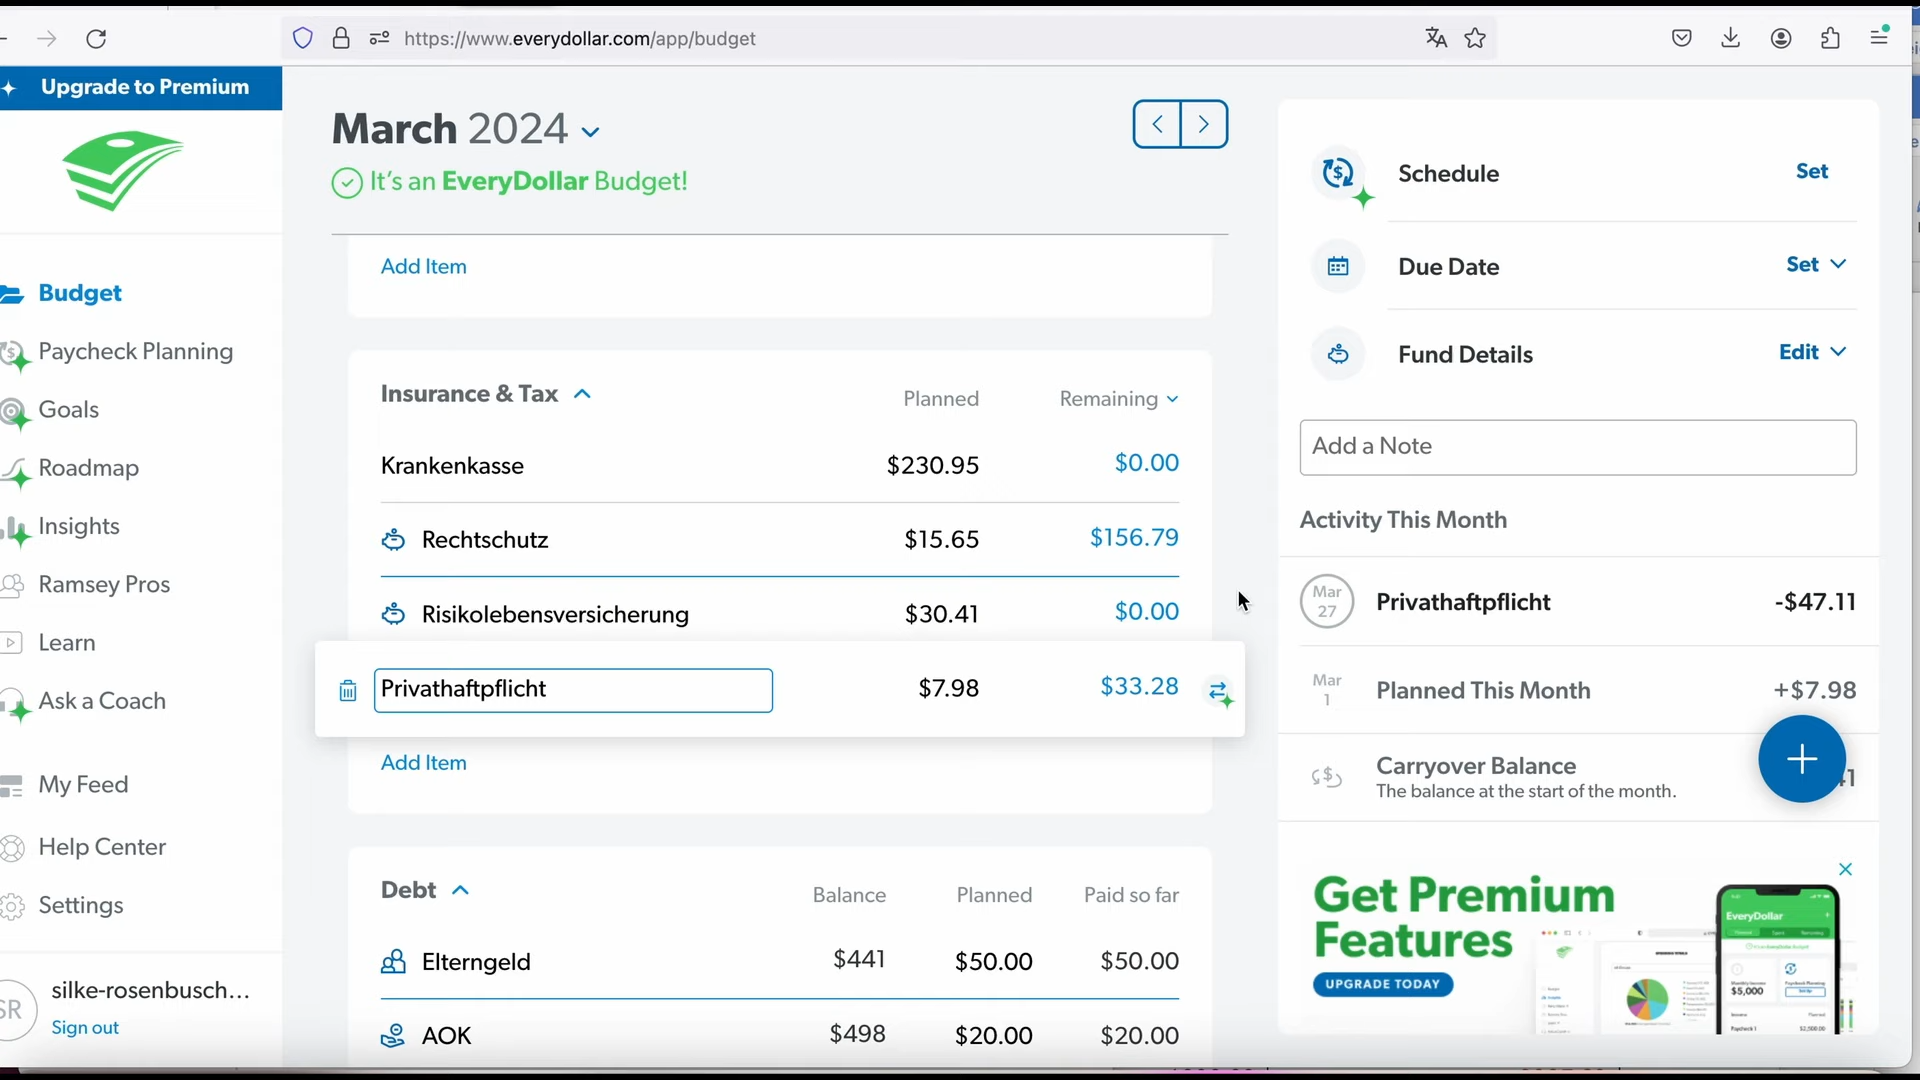 https://www.everydollar.com/app/budget
Upgrade to Premium
Budget
Paycheck Planning
Goals
Roadmap
Insights
Ramsey Pros
Learn
Ask a Coach
My Feed
Help Center
Settings
SR
silke-rosenbusch...
Sign out
March 2024
It's an EveryDollar Budget!
Add Item
Insurance & Tax Planned Remaining
Krankenkasse $230.95 $0.00
Rechtschutz $15.65 $156.79
Risikolebensversicherung $30.41 $0.00
Privathaftpflicht $7.98 $33.28
Add Item
Debt Balance Planned Paid so far
Elterngeld $441 $50.00 $50.00
AOK $498 $20.00 $20.00
Schedule Set
Due Date Set
Fund Details Edit
Add a Note
Activity This Month
Mar 27 Privathaftpflicht -$47.11
Mar 1 Planned This Month +$7.98
Carryover Balance
The balance at the start of the month.
Get Premium
Features
UPGRADE TODAY
EveryDollar
$5,000